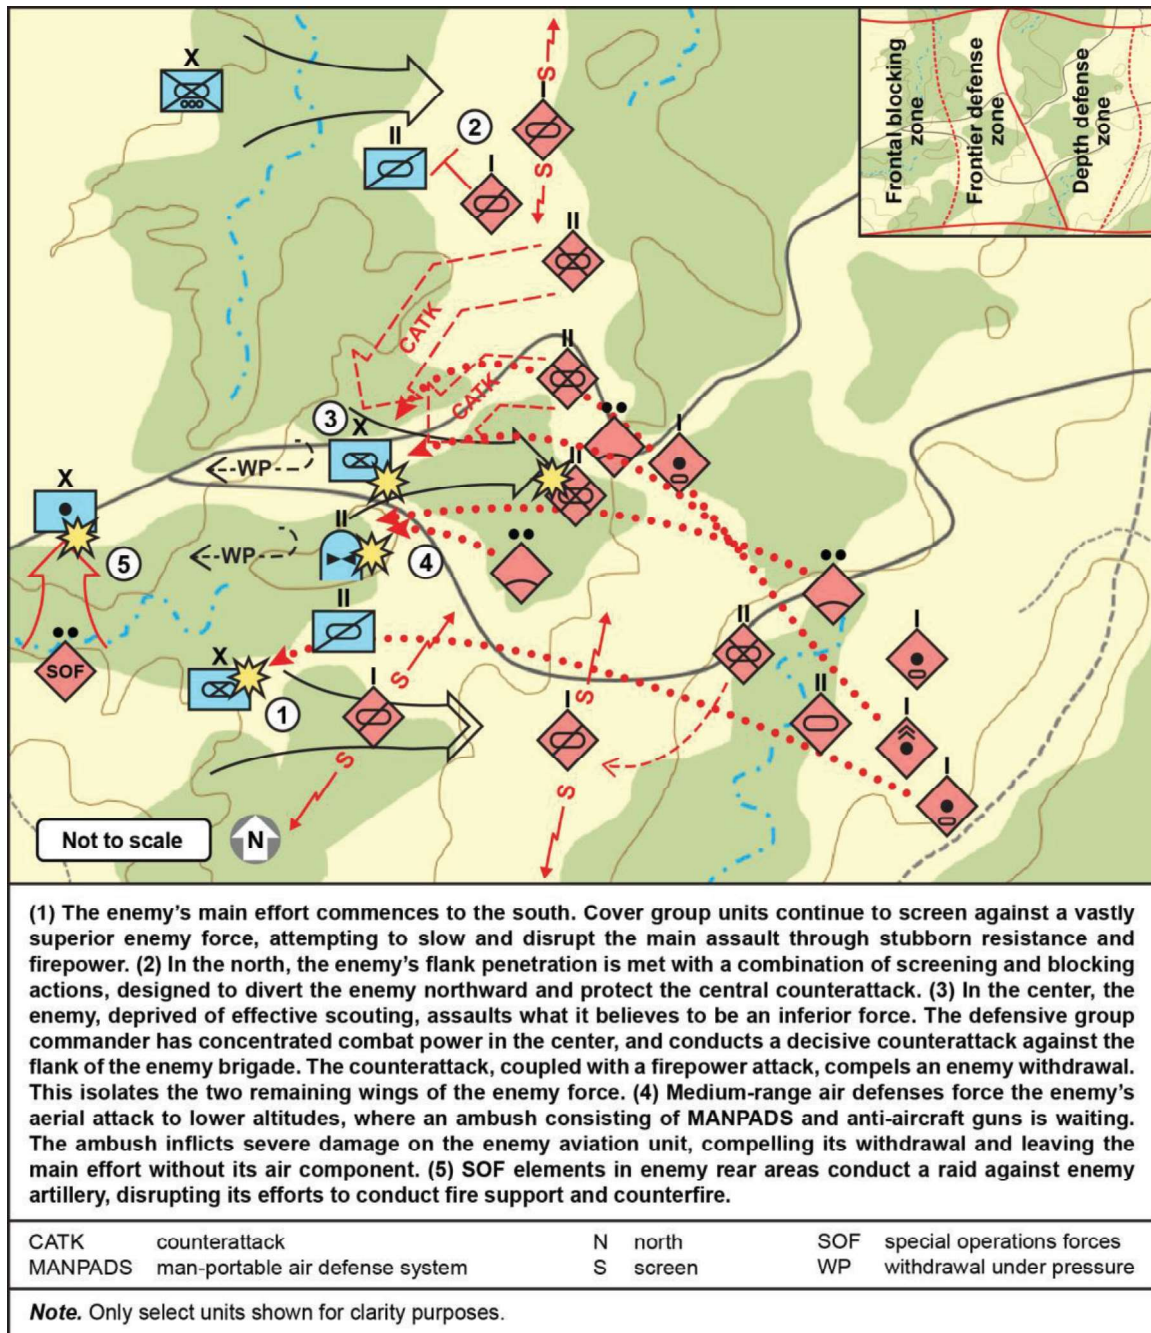 X
II
2
I
S
S
I
II
CATK
II
CATK
3
X
WP
II
I
X
5
II
4
WP
II
II
I
SOF
X
1
I
S
S
I
S
S
II
I
I
Not to scale
N
Frontal blocking
zone
Frontier defense
zone
Depth defense
zone
(1) The enemy's main effort commences to the south. Cover group units continue to screen against a vastly
superior enemy force, attempting to slow and disrupt the main assault through stubborn resistance and
firepower. (2) In the north, the enemy's flank penetration is met with a combination of screening and blocking
actions, designed to divert the enemy northward and protect the central counterattack. (3) In the center, the
enemy, deprived of effective scouting, assaults what it believes to be an inferior force. The defensive group
commander has concentrated combat power in the center, and conducts a decisive counterattack against the
flank of the enemy brigade. The counterattack, coupled with a firepower attack, compels an enemy withdrawal.
This isolates the two remaining wings of the enemy force. (4) Medium-range air defenses force the enemy's
aerial attack to lower altitudes, where an ambush consisting of MANPADS and anti-aircraft guns is waiting.
The ambush inflicts severe damage on the enemy aviation unit, compelling its withdrawal and leaving the
main effort without its air component. (5) SOF elements in enemy rear areas conduct a raid against enemy
artillery, disrupting its efforts to conduct fire support and counterfire.
CATK counterattack N north SOF special operations forces
MANPADS man-portable air defense system S screen WP withdrawal under pressure
Note. Only select units shown for clarity purposes.